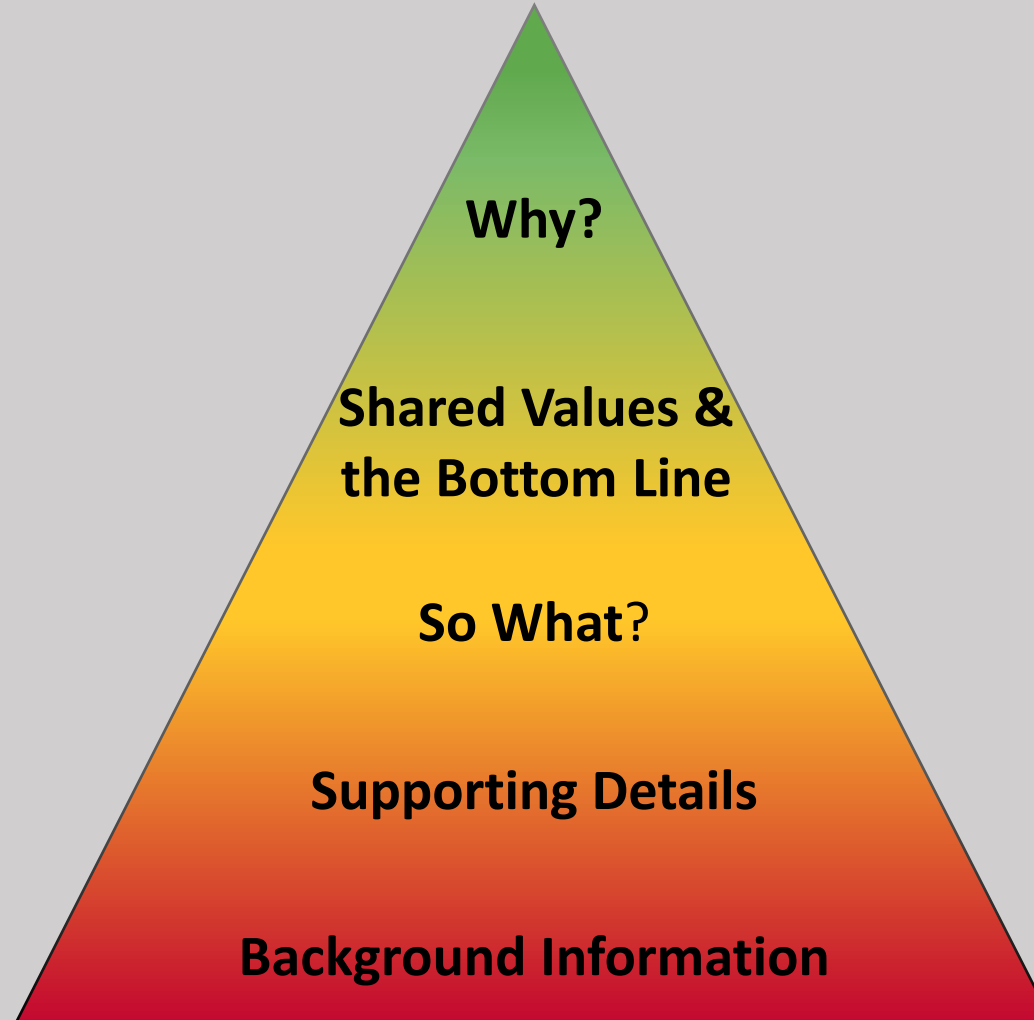 Why?
Shared Values &
the Bottom Line
So What?
Supporting Details
Background Information